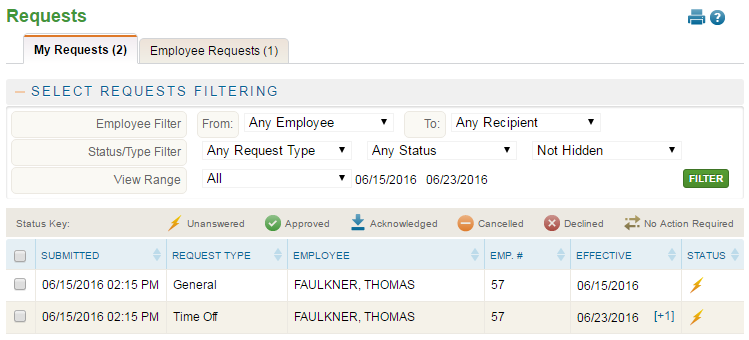 Requests
My Requests (2) Employee Requests (1)
SELECT REQUESTS FILTERING
Employee Filter From: Any Employee To: Any Recipient
Status/Type Filter Any Request Type Any Status Not Hidden
View Range All 06/15/2016 06/23/2016 FILTER
Status Key: Unanswered Approved Acknowledged Cancelled Declined No Action Required
SUBMITTED REQUEST TYPE EMPLOYEE EMP. # EFFECTIVE STATUS
06/15/2016 02:15 PM General FAULKNER, THOMAS 57 06/15/2016
06/15/2016 02:15 PM Time Off FAULKNER, THOMAS 57 06/23/2016 [+1]